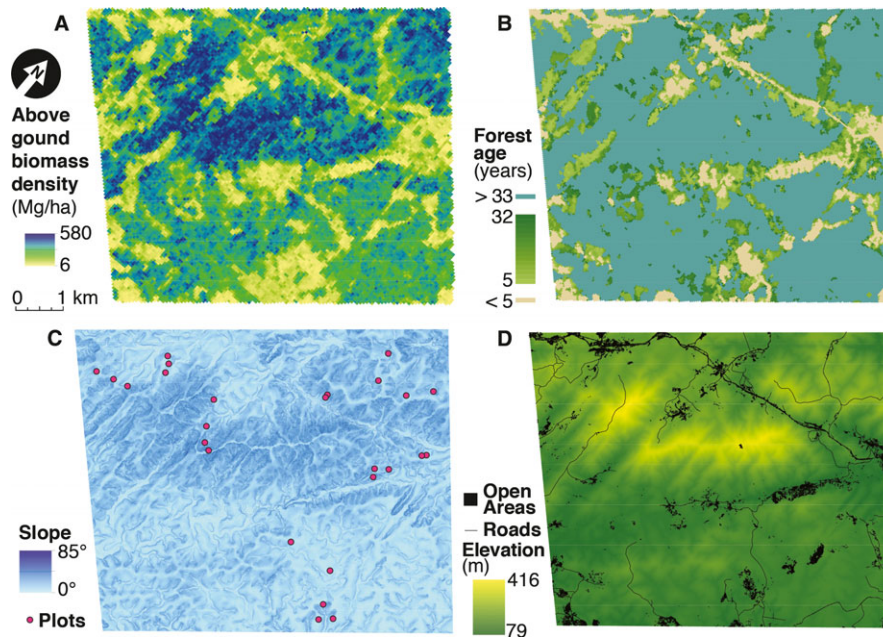 A
N
Above
gound
biomass
density
(Mg/ha)
580
6
0 1 km
B
Forest
age
(years)
> 33
32
5
< 5
C
Slope
85°
0°
Plots
D
Open
Areas
Roads
Elevation
(m)
416
79